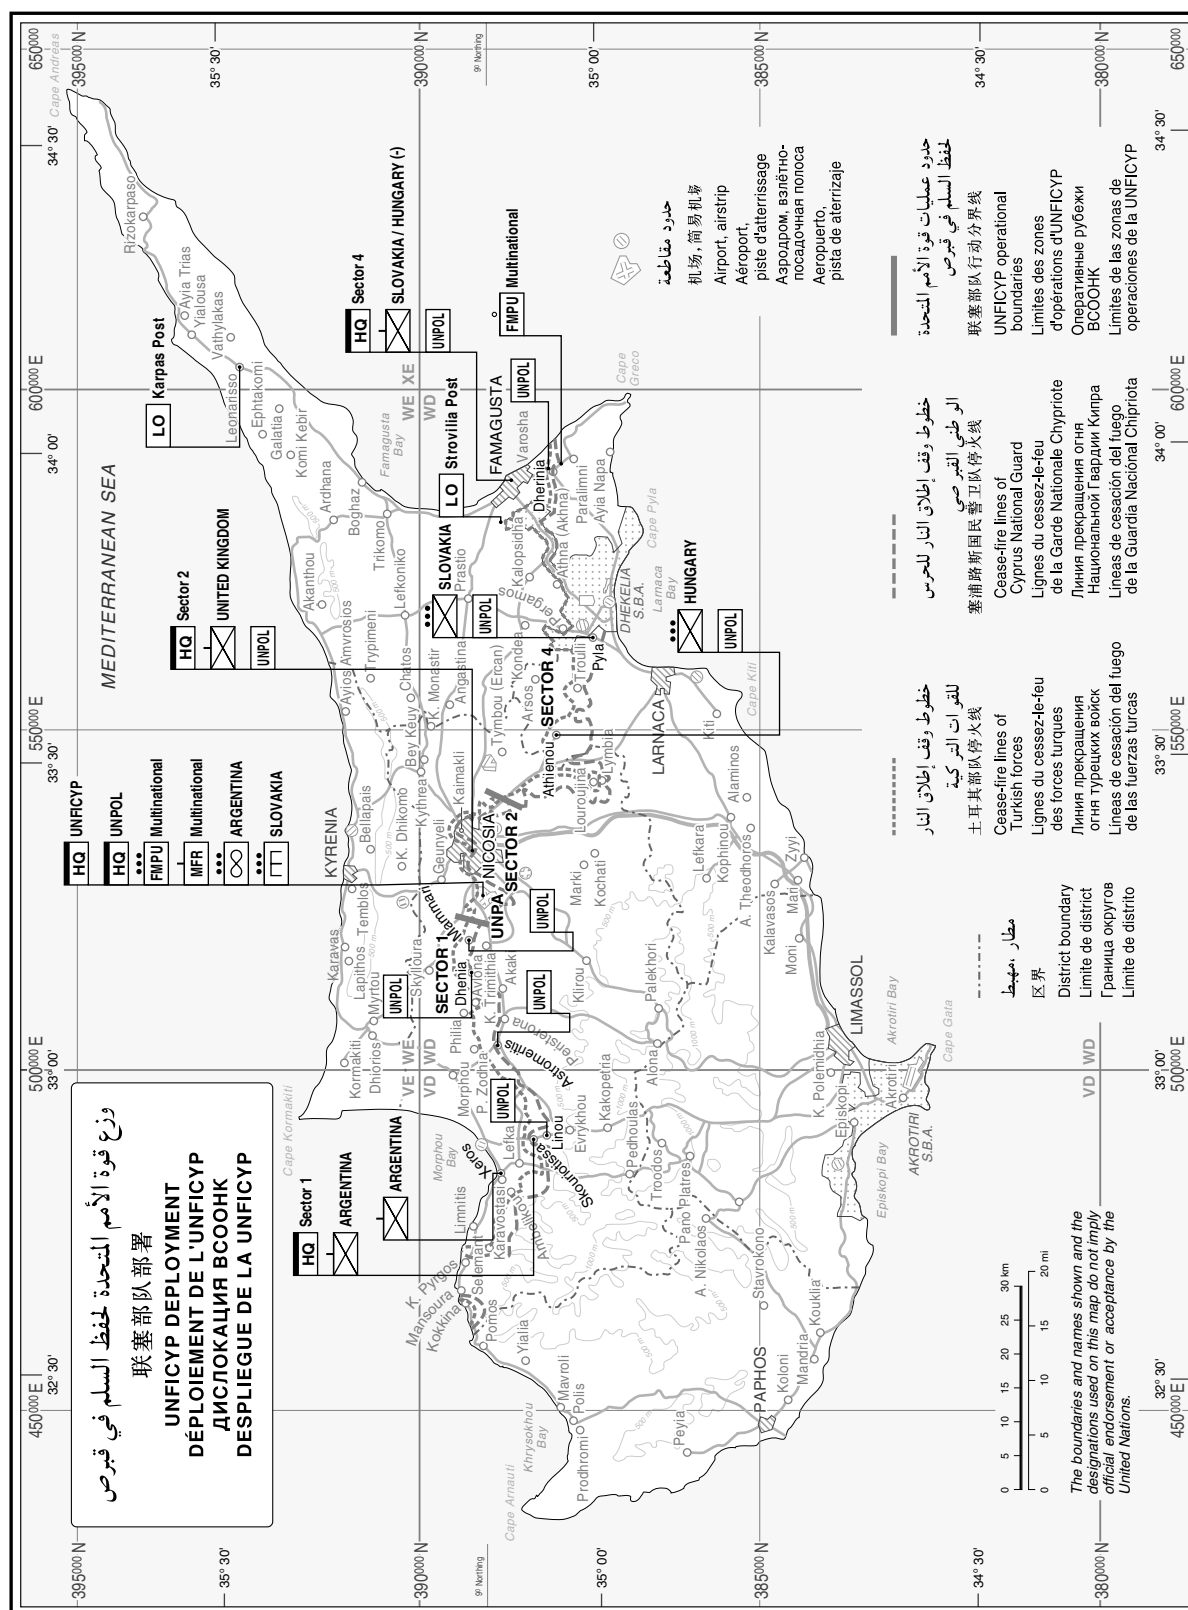 وزع قوة الأمم المتحدة لحفظ السلم في قبرص
联塞部队部署
UNFICYP DEPLOYMENT
DÉPLOIEMENT DE L'UNFICYP
ДИСЛОКАЦИЯ ВСООНК
DESPLIEGUE DE LA UNFICYP
450000 E
32° 30'
500000 E
33° 00'
550000 E
33° 30'
600000 E
34° 00'
34° 30'
650000 E
395000 N
35° 30'
390000 N
9⁰ Northing
35° 00'
385000 N
34° 30'
380000 N
MEDITERRANEAN SEA
HQ UNFICYP
HQ UNPOL
FMPU Multinational
MFR Multinational
ARGENTINA
SLOVAKIA
HQ Sector 2
UNITED KINGDOM
UNPOL
HQ Sector 1
ARGENTINA
ARGENTINA
UNPOL
UNPOL
UNPOL
UNPOL
LO Karpas Post
HQ Sector 4
SLOVAKIA / HUNGARY (-)
UNPOL
LO Strovilia Post
SLOVAKIA
UNPOL
UNPOL
FMPU Multinational
HUNGARY
UNPOL
Cape Andreas
Rizokarpaso
Ayia Trias
Yialousa
Vathylakas
Leonarisso
Ephtakomi
Galatia
Komi Kebir
Ardhana
Boghaz
Famagusta
Bay
Akanthou
Trikomo
Lefkoniko
Prastio
Ayios Amvrosios
Trypimeni
Chatos
K. Monastir
Angastina
Bey Keuy
Kythrea
Kaimakli
Tymbou (Ercan)
KYRENIA
Bellapais
K. Dhikomo
Geunyeli
Temblos
Karavas
Lapithos
Myrtou
Skylloura
Kormakiti
Dhiorios
Cape Kormakiti
Philia
Morphou
P. Zodhia
Morphou
Bay
Mammari
Dhenia
Avlona
K. Trimithia
Akaki
Peristerona
Astromeritis
SECTOR 1
UNPA
NICOSIA
SECTOR 2
SECTOR 4
WE XE
WD
VE WE
VD WD
VD WD
FAMAGUSTA
Varosha
Dherinia
Paralimni
Ayia Napa
Cape
Greco
Cape Pyla
Kalopsidha
Athna (Akhna)
Pergamos
Kondea
Arsos
Troulli
Pyla
DHEKELIA
S.B.A.
Larnaca
Bay
LARNACA
Cape Kiti
Kiti
Athienou
Louroujina
Lymbia
Alaminos
Lefkara
Kophinou
A. Theodhoros
Zyyi
Mari
Kalavasos
Moni
Marki
Kochati
Klirou
Palekhori
Alona
Kakopetria
Evrykhou
Linou
Skouriotissa
Lefka
Xeros
Karavostasi
Ambelikou
Limnitis
Selemant
K. Pyrgos
Mansoura
Kokkina
Pomos
Yialia
Mavroli
Polis
Prodhromi
Khrysokhou
Bay
Cape Arnauti
Pedhoulas
Troodos
Pano Platres
A. Nikolaos
Stavrokono
Peyia
PAPHOS
Koloni
Mandria
Kouklia
LIMASSOL
K. Polemidhia
Episkopi
Akrotiri
AKROTIRI
S.B.A.
Episkopi Bay
Akrotiri Bay
Cape Gata
حدود مقاطعة
机场，简易机场
Airport, airstrip
Aéroport,
piste d'atterrissage
Аэродром, взлётно-
посадочная полоса
Aeropuerto,
pista de aterrizaje
مطار ،مهبط
区界
District boundary
Limite de district
Граница округов
Límite de distrito
خطوط وقف إطلاق النار
للقوات التركية
土耳其部队停火线
Cease-fire lines of
Turkish forces
Lignes du cessez-le-feu
des forces turques
Линия прекращения
огня турецких войск
Líneas de cesación del fuego
de las fuerzas turcas
خطوط وقف إطلاق النار للحرس
الوطني القبرصي
塞浦路斯国民警卫队停火线
Cease-fire lines of
Cyprus National Guard
Lignes du cessez-le-feu
de la Garde Nationale Chypriote
Линия прекращения огня
Национальной Гвардии Кипра
Líneas de cesación del fuego
de la Guardia Naciónal Chipriota
حدود عمليات قوة الأمم المتحدة
لحفظ السلم في قبرص
联塞部队行动分界线
UNFICYP operational
boundaries
Limites des zones
d'opérations d'UNFICYP
Оперативные рубежи
ВСООНК
Límites de las zonas de
operaciones de la UNFICYP
0 5 10 15 20 25 30 km
0 5 10 15 20 mi
The boundaries and names shown and the
designations used on this map do not imply
official endorsement or acceptance by the
United Nations.